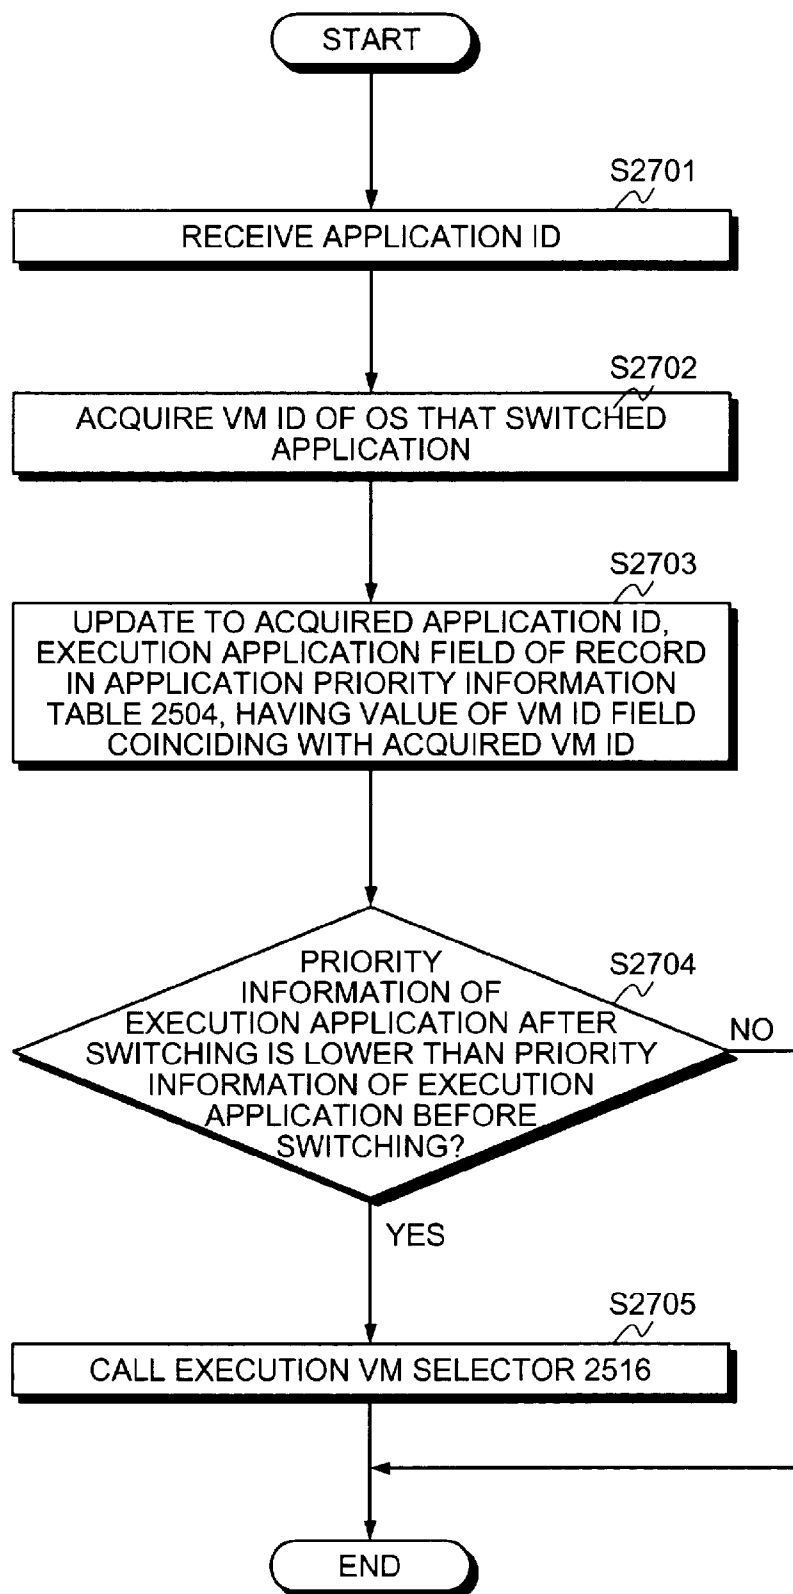 START
S2701
RECEIVE APPLICATION ID
S2702
ACQUIRE VM ID OF OS THAT SWITCHED
APPLICATION
S2703
UPDATE TO ACQUIRED APPLICATION ID,
EXECUTION APPLICATION FIELD OF RECORD
IN APPLICATION PRIORITY INFORMATION
TABLE 2504, HAVING VALUE OF VM ID FIELD
COINCIDING WITH ACQUIRED VM ID
S2704
PRIORITY
INFORMATION OF
EXECUTION APPLICATION AFTER
SWITCHING IS LOWER THAN PRIORITY
INFORMATION OF EXECUTION
APPLICATION BEFORE
SWITCHING?
NO
YES
S2705
CALL EXECUTION VM SELECTOR 2516
END